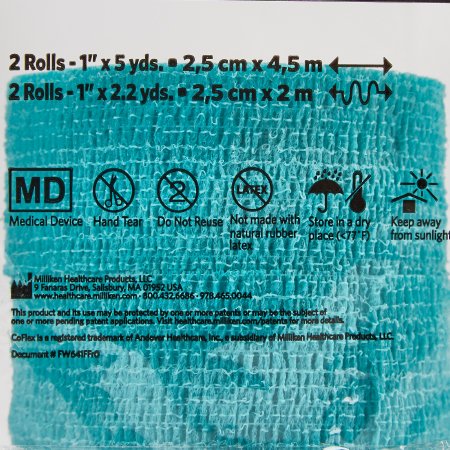 2 Rolls - 1" x 5 yds. ▪ 2,5 cm x 4,5 m
2 Rolls - 1" x 2.2 yds. ▪ 2,5 cm x 2 m
MD
2
LATEX
Medical Device
Hand Tear
Do Not Reuse
Not made with
natural rubber
latex
Store in a dry
place (<77°F)
Keep away
from sunlight
Milliken Healthcare Products, LLC
9 Fanaras Drive, Salisbury, MA 01952 USA
www.healthcare.milliken.com · 800.432.6686 · 978.465.0044
This product and its use may be protected by one or more patents or may be the subject of
one or more pending patent applications. Visit healthcare.milliken.com/patents for more details.
CoFlex is a registered trademark of Andover Healthcare, Inc., a subsidiary of Milliken Healthcare Products, LLC.
Document # FW641FFr0